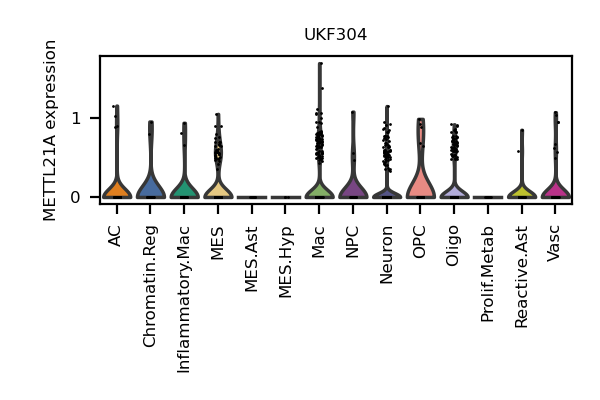 UKF304
METTL21A expression
1
0
AC
Chromatin.Reg
Inflammatory.Mac
MES
MES.Ast
MES.Hyp
Mac
NPC
Neuron
OPC
Oligo
Prolif.Metab
Reactive.Ast
Vasc